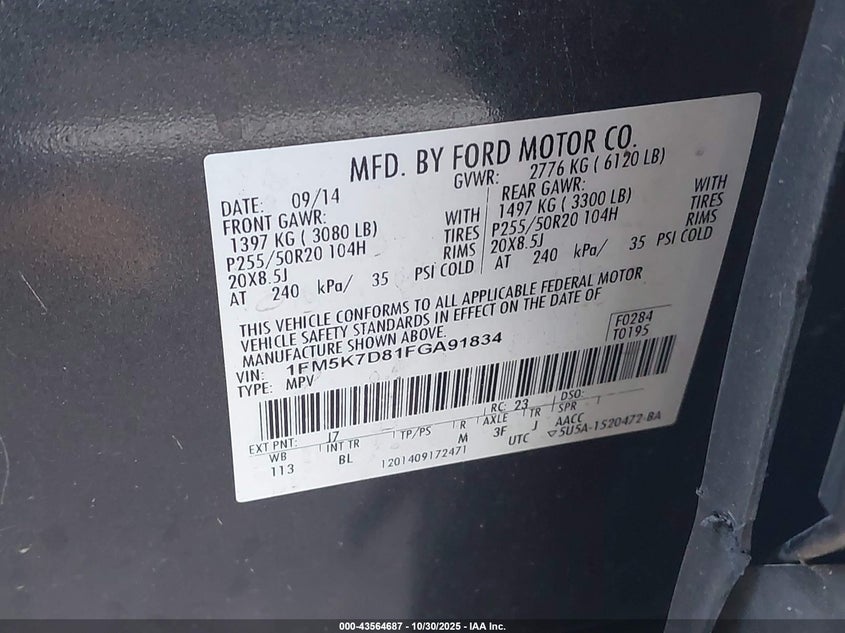 MFD. BY FORD MOTOR CO.
DATE: 09/14
GVWR: 2776 KG ( 6120 LB)
FRONT GAWR:
1397 KG ( 3080 LB) WITH
P255/50R20 104H TIRES
20X8.5J RIMS
AT 240 kPa/ 35 PSI COLD
REAR GAWR:
1497 KG ( 3300 LB) WITH
P255/50R20 104H TIRES
20X8.5J RIMS
AT 240 kPa/ 35 PSI COLD
THIS VEHICLE CONFORMS TO ALL APPLICABLE FEDERAL MOTOR
VEHICLE SAFETY STANDARDS IN EFFECT ON THE DATE OF
MANUFACTURE SHOWN ABOVE.
VIN: 1FM5K7D81FGA91834
TYPE: MPV
F0284
T0195
EXT PNT: J7 RC: 23 DSO:
WB INT TR TP/PS R AXLE TR SPR
113 BL M 3F J AACC
1201409172471 UTC ▽5U5A-1520472-BA
000-43564687 - 10/30/2025 - IAA Inc.